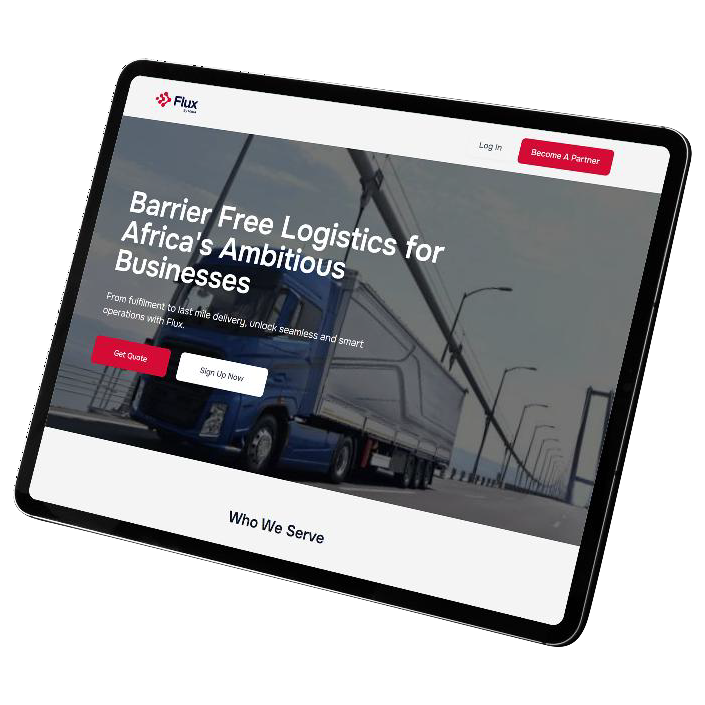 Flux
Log In
Become A Partner
Barrier Free Logistics for
Africa's Ambitious
Businesses
From fulfilment to last mile delivery, unlock seamless and smart
operations with Flux.
Get Quote
Sign Up Now
Who We Serve